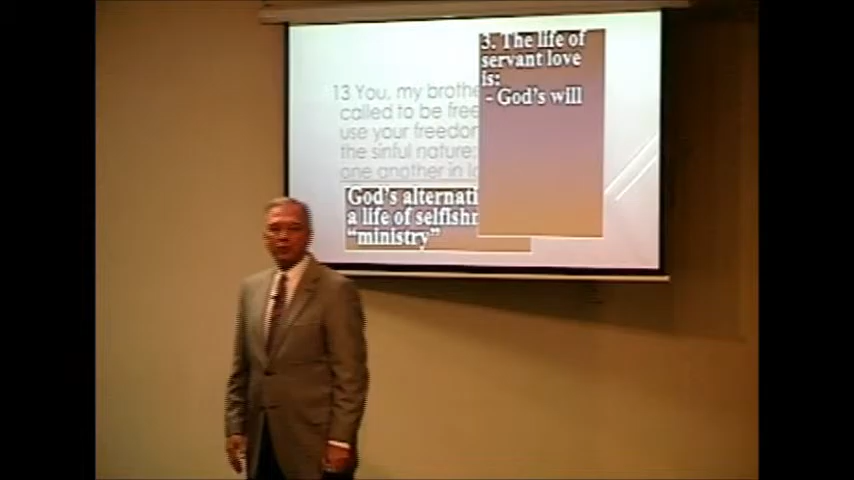 13 You, my brothe
called to be free
use your freedom
the sinful nature;
one another in l
God's alternati
a life of selfishn
"ministry"
3. The life of
servant love
is:
- God's will